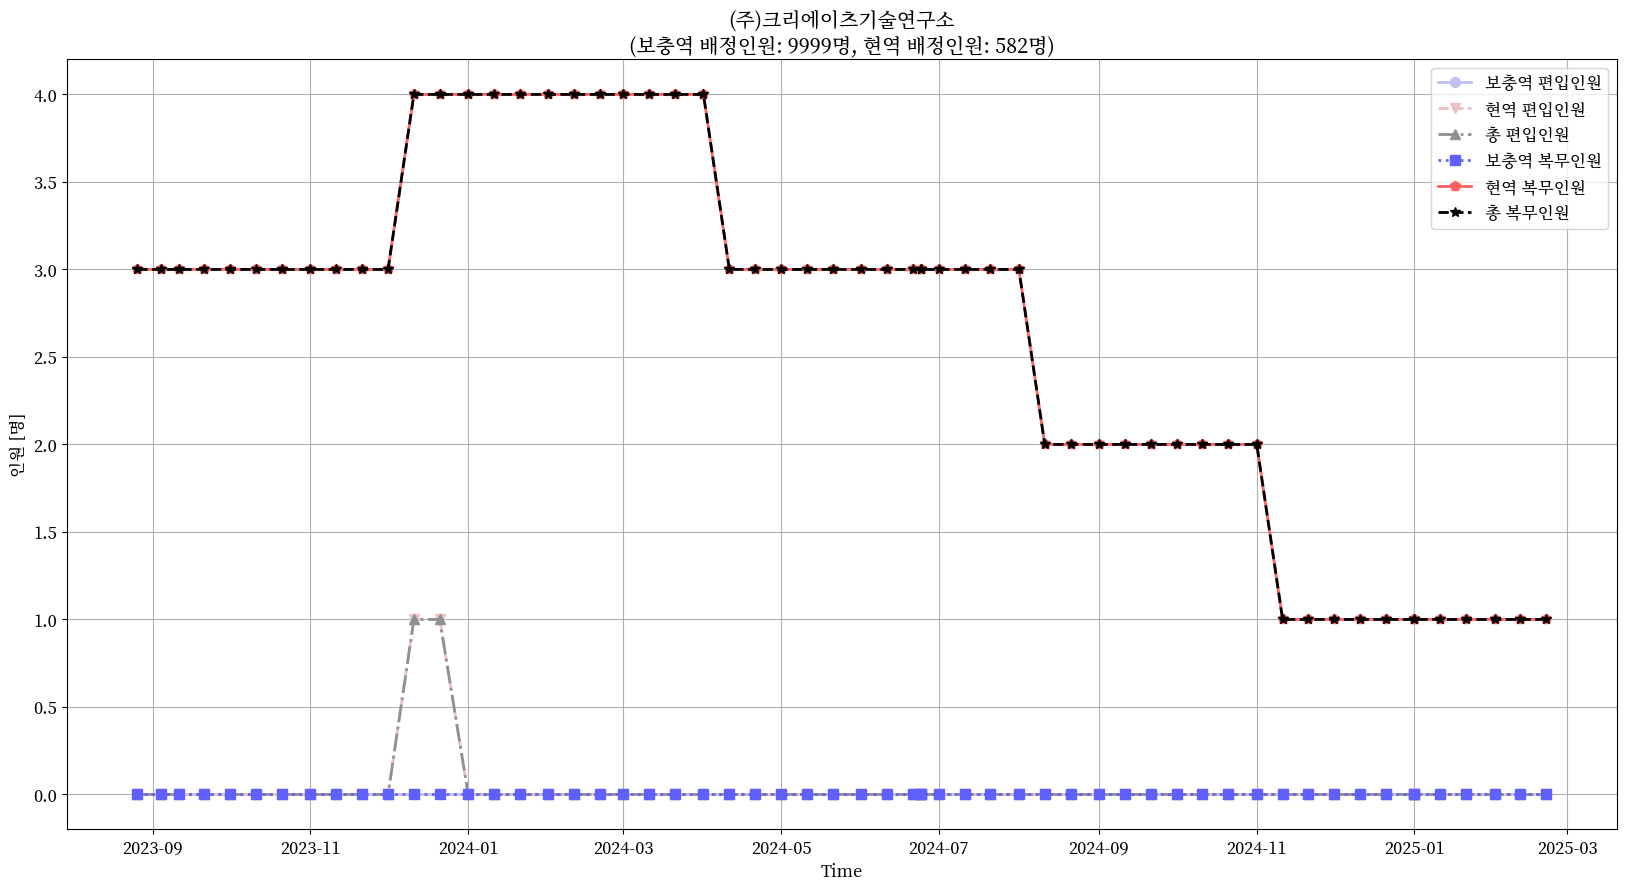 (주)크리에이츠기술연구소
(보충역 배정인원: 9999명, 현역 배정인원: 582명)
보충역 편입인원
현역 편입인원
총 편입인원
보충역 복무인원
현역 복무인원
총 복무인원
4.0
3.5
3.0
2.5
2.0
1.5
1.0
0.5
0.0
인원 [명]
2023-09 2023-11 2024-01 2024-03 2024-05 2024-07 2024-09 2024-11 2025-01 2025-03
Time